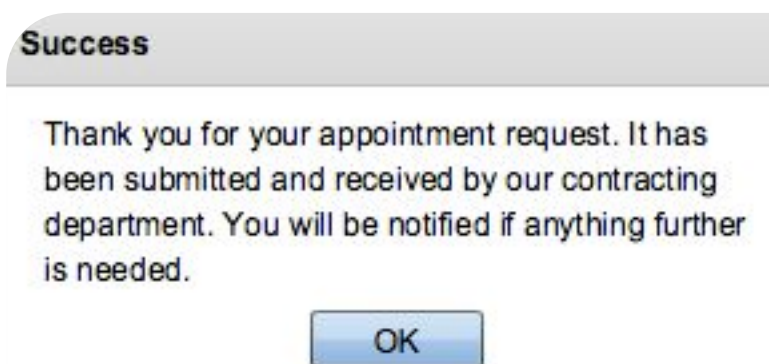 Success
Thank you for your appointment request. It has
been submitted and received by our contracting
department. You will be notified if anything further
is needed.
OK